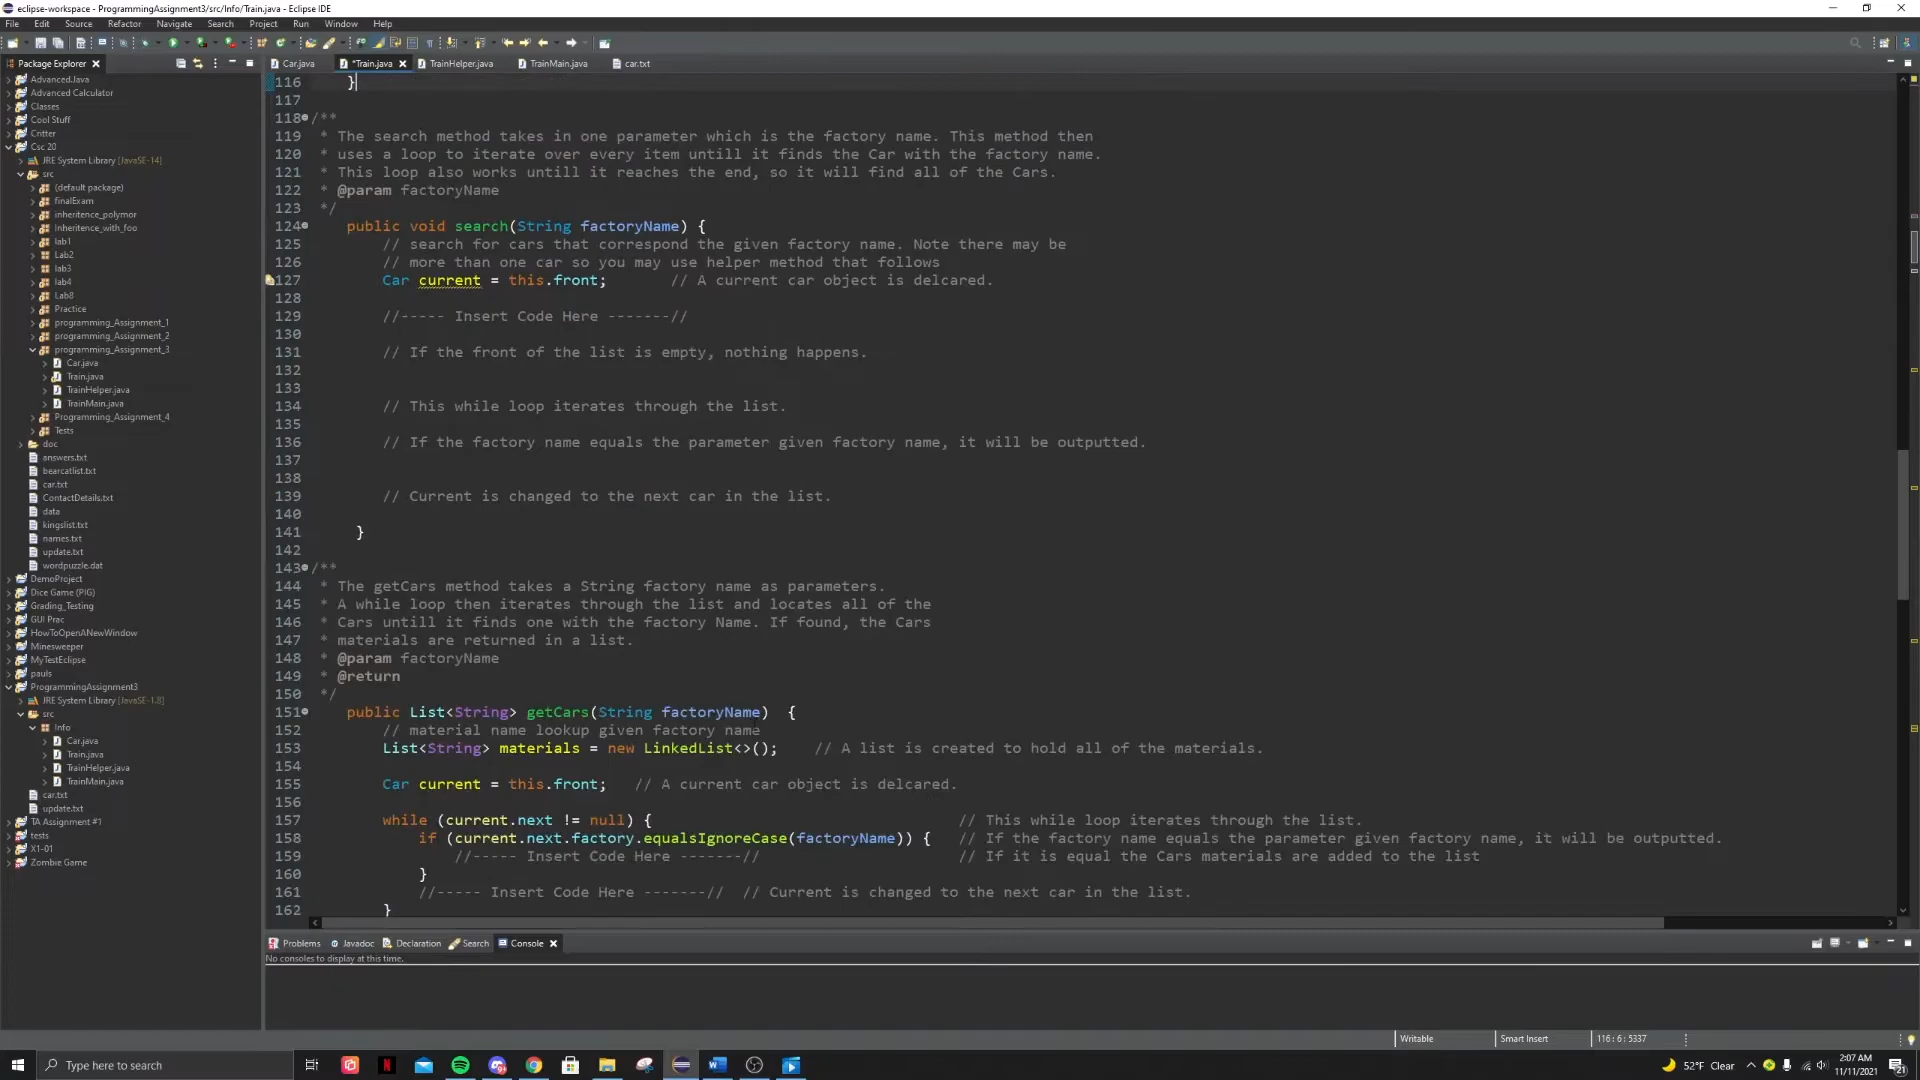 eclipse-workspace - ProgrammingAssignment3/src/Info/Train.java - Eclipse IDE
File Edit Source Refactor Navigate Search Project Run Window Help
Package Explorer
Car.java *Train.java TrainHelper.java TrainMain.java car.txt
Advanced.Java
Advanced Calculator
Classes
Cool Stuff
Cntter
Csc 20
JRE System Library [JavaSE-14]
src
(default package)
finalExam
inheritence_polymor
Inheritence_with_foo
lab1
Lab2
lab3
lab4
Lab8
Practice
programming_Assignment_1
programming_Assignment_2
programming_Assignment_3
Car.java
Train.java
TrainHelper.java
TrainMain.java
Programming_Assignment_4
Tests
doc
answers.txt
bearcatlist.txt
car.txt
ContactDetails.txt
data
kingslist.txt
names.txt
update.txt
wordpuzzle.dat
DemoProject
Dice Game (PIG)
Grading_Testing
GUI Prac
HowToOpenANewWindow
Minesweeper
MyTestEclipse
pauls
ProgrammingAssignment3
JRE System Library [JavaSE-1.8]
src
Info
Car.java
Train.java
TrainHelper.java
TrainMain.java
car.txt
update.txt
TA Assignment #1
tests
X1-01
Zombie Game
116 }
117
118 /**
119 * The search method takes in one parameter which is the factory name. This method then
120 * uses a loop to iterate over every item untill it finds the Car with the factory name.
121 * This loop also works untill it reaches the end, so it will find all of the Cars.
122 * @param factoryName
123 */
124 public void search(String factoryName) {
125 // search for cars that correspond the given factory name. Note there may be
126 // more than one car so you may use helper method that follows
127 Car current = this.front; // A current car object is delcared.
128
129 //----- Insert Code Here -------//
130
131 // If the front of the list is empty, nothing happens.
132
133
134 // This while loop iterates through the list.
135
136 // If the factory name equals the parameter given factory name, it will be outputted.
137
138
139 // Current is changed to the next car in the list.
140
141 }
142
143 /**
144 * The getCars method takes a String factory name as parameters.
145 * A while loop then iterates through the list and locates all of the
146 * Cars untill it finds one with the factory Name. If found, the Cars
147 * materials are returned in a list.
148 * @param factoryName
149 * @return
150 */
151 public List<String> getCars(String factoryName) {
152 // material name lookup given factory name
153 List<String> materials = new LinkedList<>(); // A list is created to hold all of the materials.
154
155 Car current = this.front; // A current car object is delcared.
156
157 while (current.next != null) { // This while loop iterates through the list.
158 if (current.next.factory.equalsIgnoreCase(factoryName)) { // If the factory name equals the parameter given factory name, it will be outputted.
159 //----- Insert Code Here -------// // If it is equal the Cars materials are added to the list
160 }
161 //----- Insert Code Here -------// // Current is changed to the next car in the list.
162 }
Problems Javadoc Declaration Search Console
No consoles to display at this time.
Writable Smart Insert 116 : 6 : 5337
Type here to search
52°F Clear
2:07 AM
11/11/2021
21